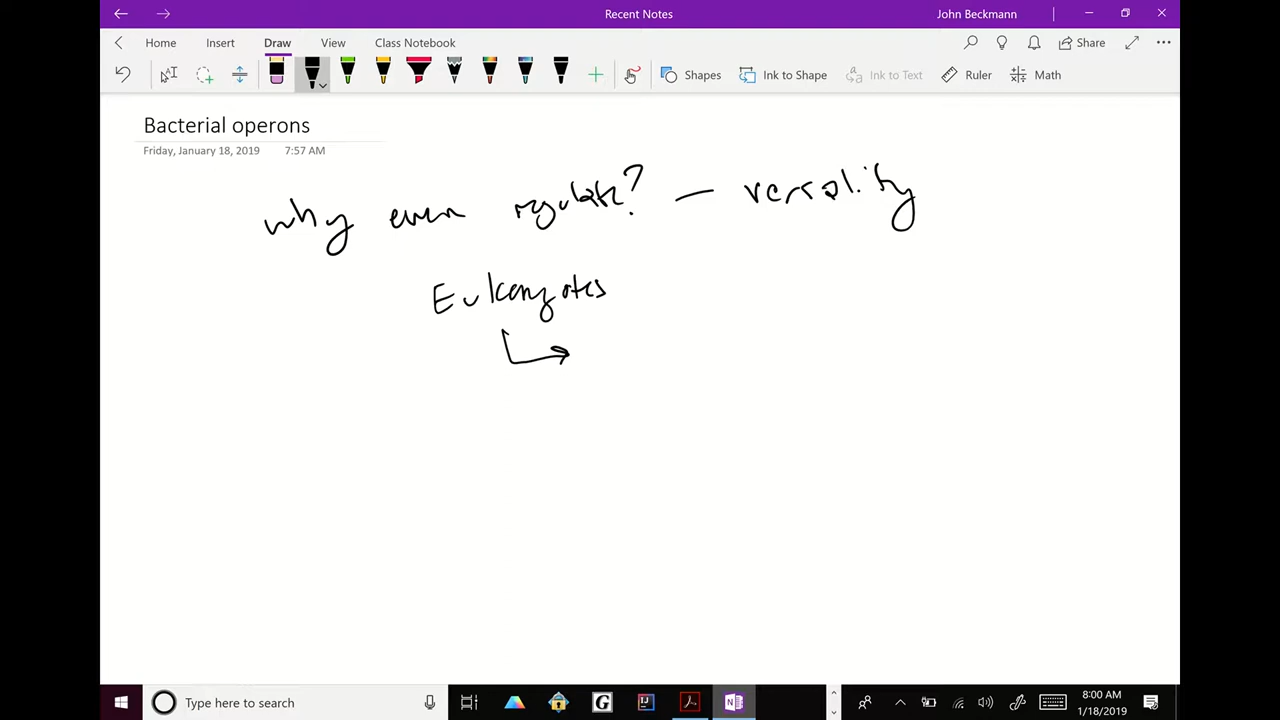 Recent Notes
John Beckmann
Home Insert Draw View Class Notebook
Share
Shapes Ink to Shape Ink to Text Ruler Math
Bacterial operons
Friday, January 18, 2019 7:57 AM
why even regulate? — versality
Eukaryotes
Type here to search
8:00 AM
1/18/2019